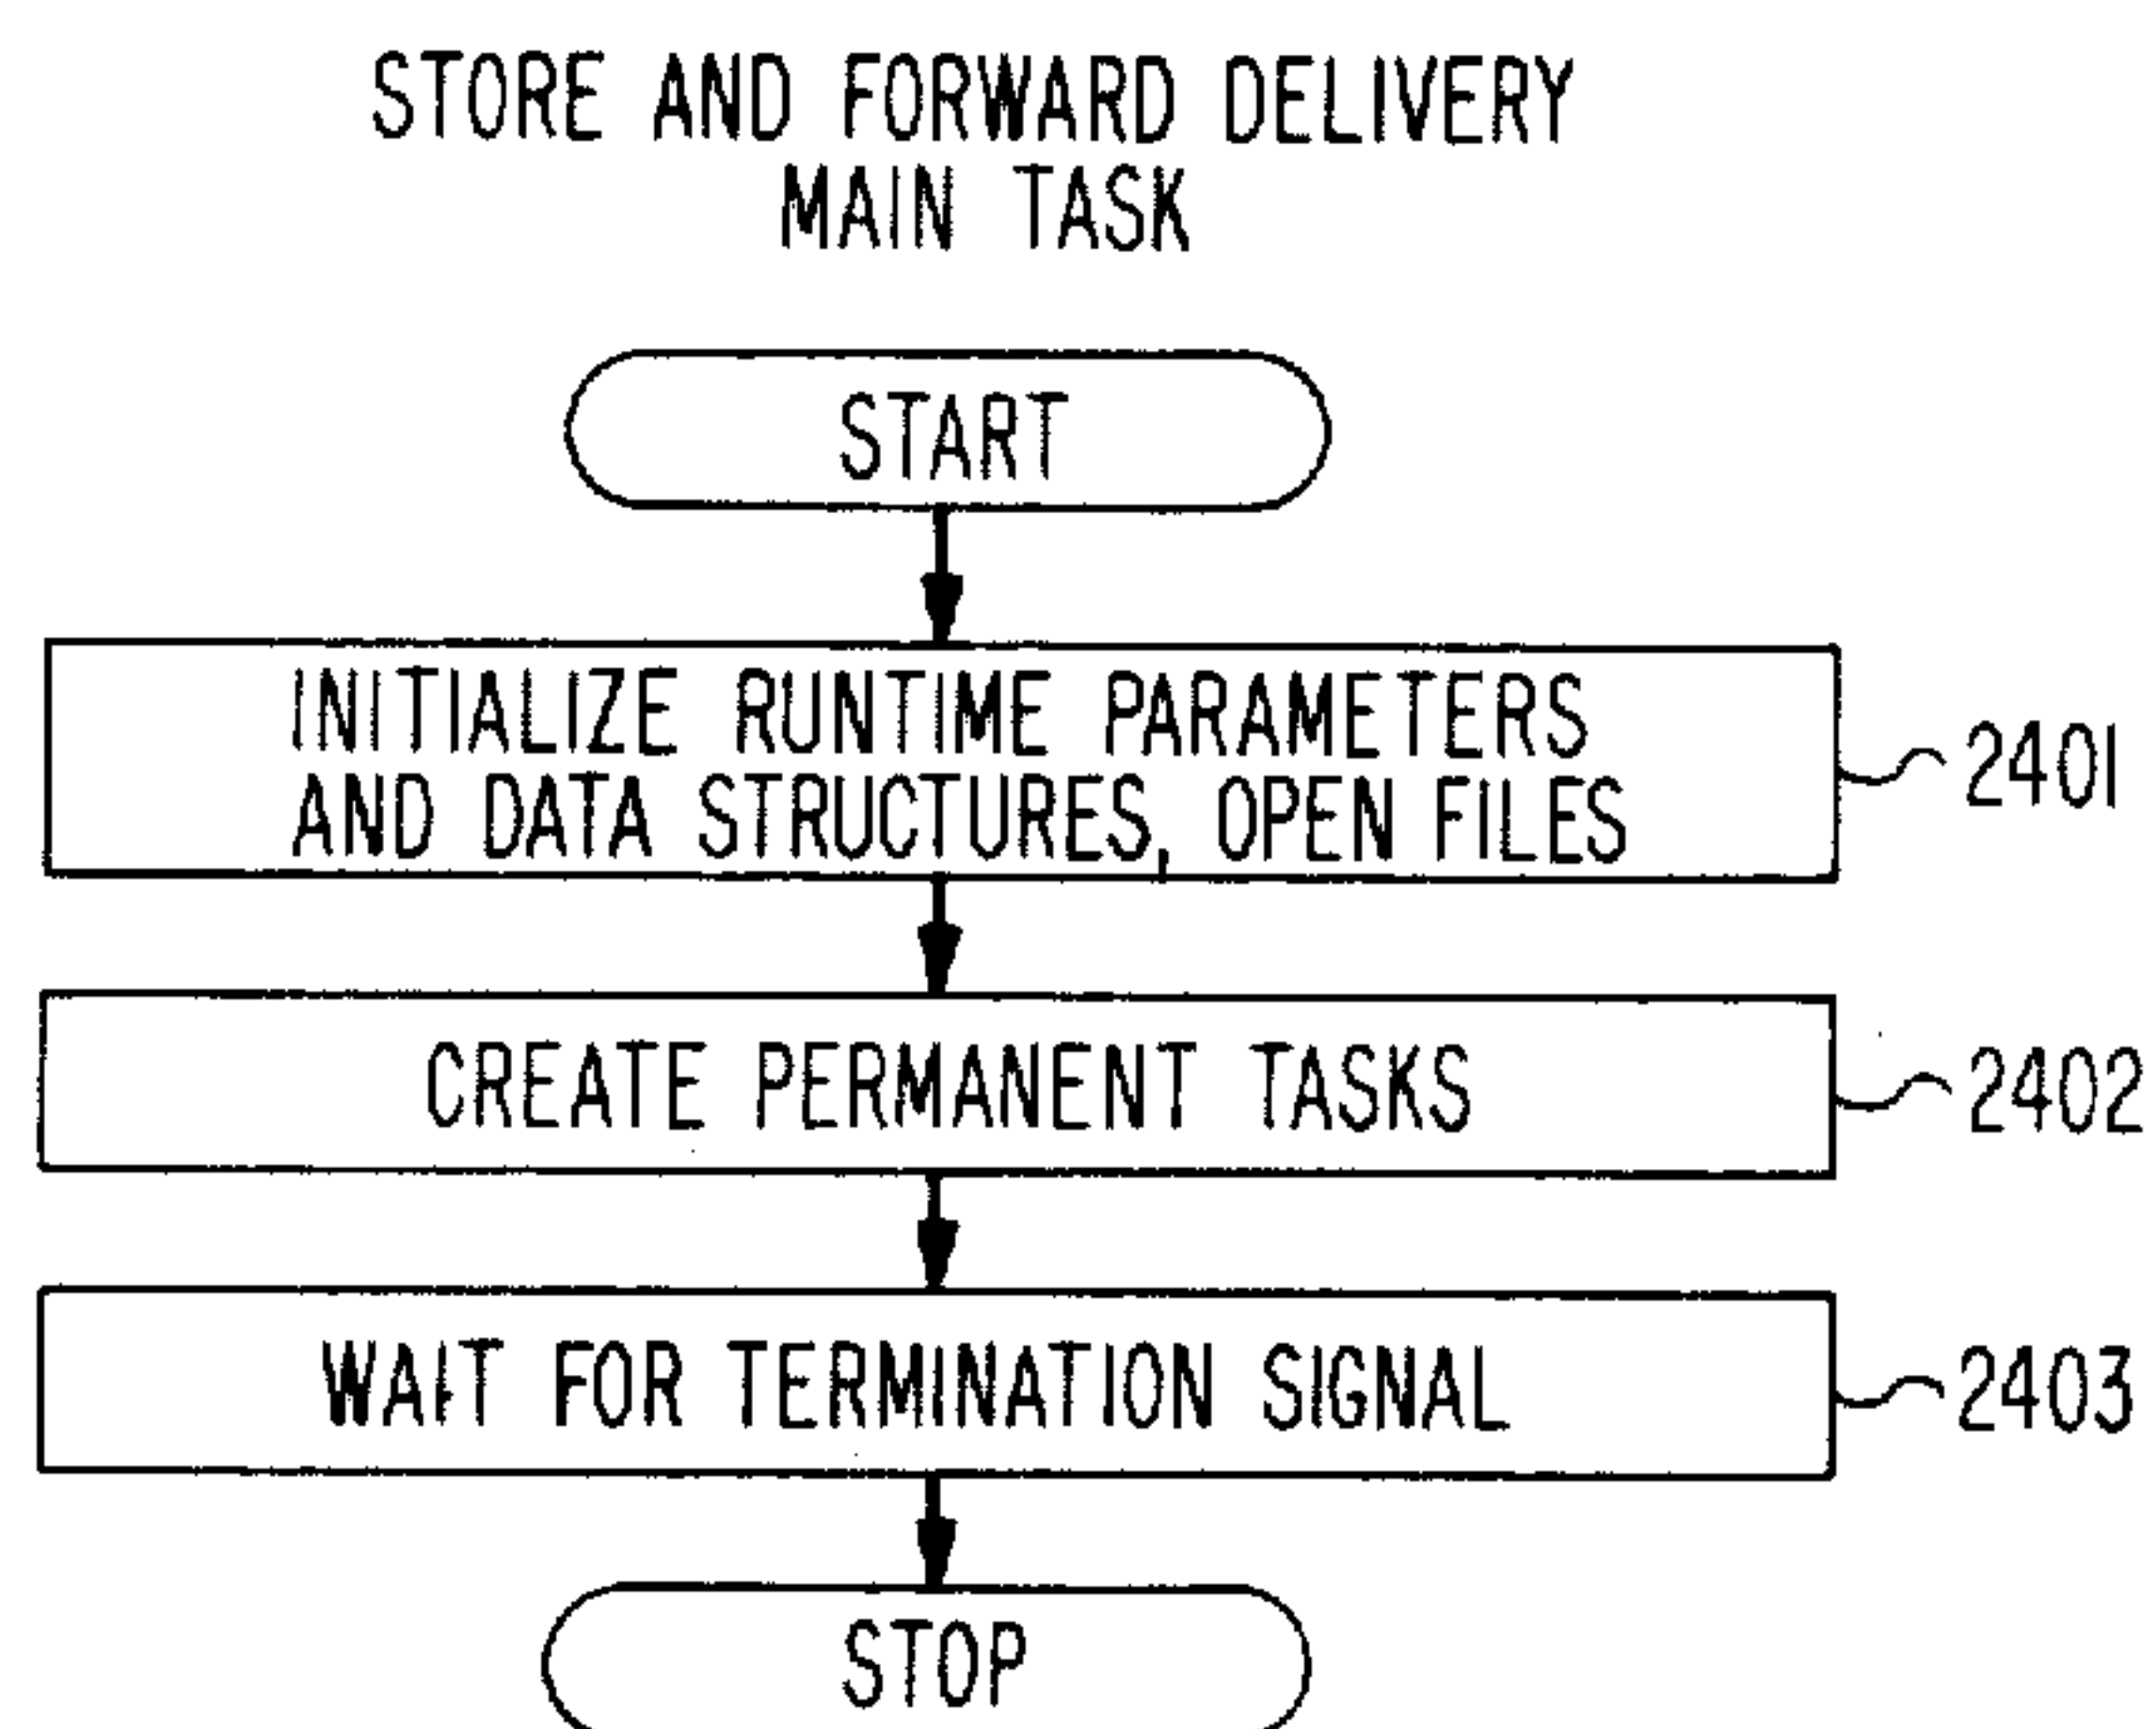 STORE AND FORWARD DELIVERY
MAIN TASK
START
INITIALIZE RUNTIME PARAMETERS
AND DATA STRUCTURES, OPEN FILES
2401
CREATE PERMANENT TASKS
2402
WAIT FOR TERMINATION SIGNAL
2403
STOP